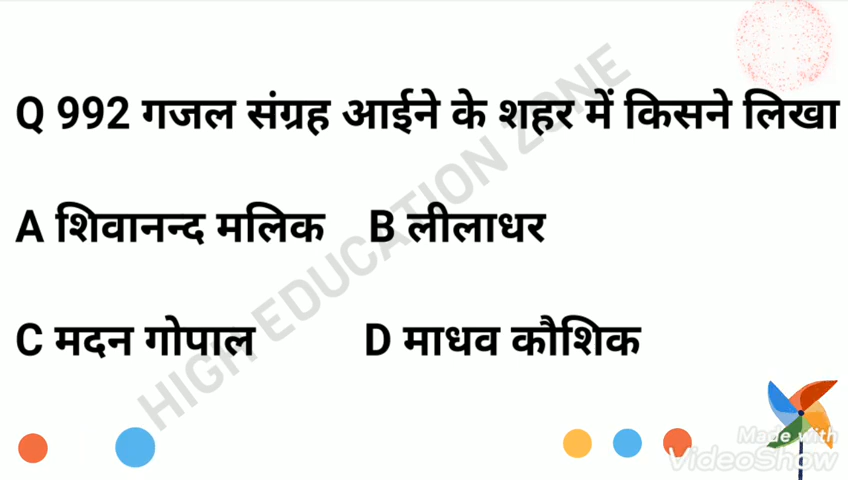 Q 992 गजल संग्रह आईने के शहर में किसने लिखा
A शिवानन्द मलिक B लीलाधर
C मदन गोपाल D माधव कौशिक
HIGH EDUCATION ZONE
Made with
VideoShow